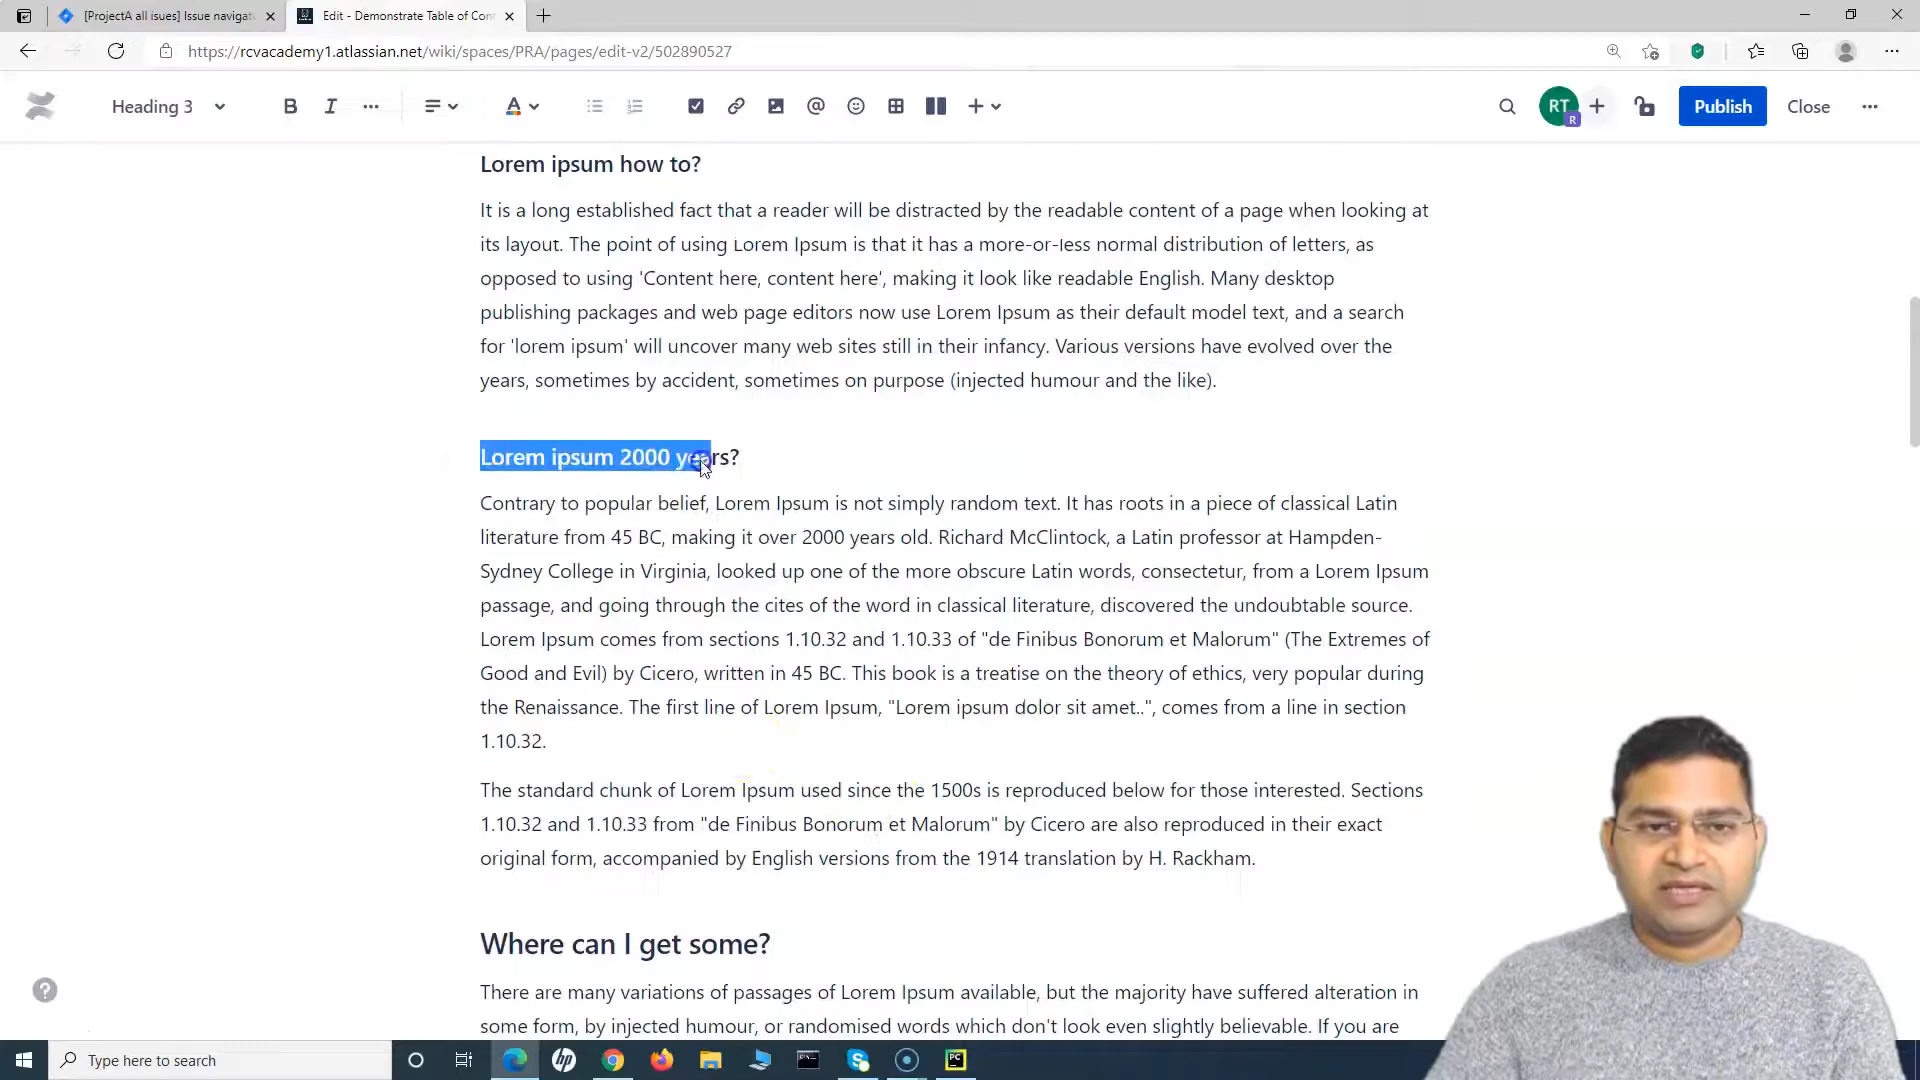 [ProjectA all isues] Issue navigat
Edit - Demonstrate Table of Con
https://rcvacademy1.atlassian.net/wiki/spaces/PRA/pages/edit-v2/502890527
Heading 3
B
I
A
@
RT
R
Publish
Close
Lorem ipsum how to?
It is a long established fact that a reader will be distracted by the readable content of a page when looking at
its layout. The point of using Lorem Ipsum is that it has a more-or-less normal distribution of letters, as
opposed to using 'Content here, content here', making it look like readable English. Many desktop
publishing packages and web page editors now use Lorem Ipsum as their default model text, and a search
for 'lorem ipsum' will uncover many web sites still in their infancy. Various versions have evolved over the
years, sometimes by accident, sometimes on purpose (injected humour and the like).
Lorem ipsum 2000 years?
Contrary to popular belief, Lorem Ipsum is not simply random text. It has roots in a piece of classical Latin
literature from 45 BC, making it over 2000 years old. Richard McClintock, a Latin professor at Hampden-
Sydney College in Virginia, looked up one of the more obscure Latin words, consectetur, from a Lorem Ipsum
passage, and going through the cites of the word in classical literature, discovered the undoubtable source.
Lorem Ipsum comes from sections 1.10.32 and 1.10.33 of "de Finibus Bonorum et Malorum" (The Extremes of
Good and Evil) by Cicero, written in 45 BC. This book is a treatise on the theory of ethics, very popular during
the Renaissance. The first line of Lorem Ipsum, "Lorem ipsum dolor sit amet..", comes from a line in section
1.10.32.
The standard chunk of Lorem Ipsum used since the 1500s is reproduced below for those interested. Sections
1.10.32 and 1.10.33 from "de Finibus Bonorum et Malorum" by Cicero are also reproduced in their exact
original form, accompanied by English versions from the 1914 translation by H. Rackham.
Where can I get some?
There are many variations of passages of Lorem Ipsum available, but the majority have suffered alteration in
some form, by injected humour, or randomised words which don't look even slightly believable. If you are
?
Type here to search
hp
PC